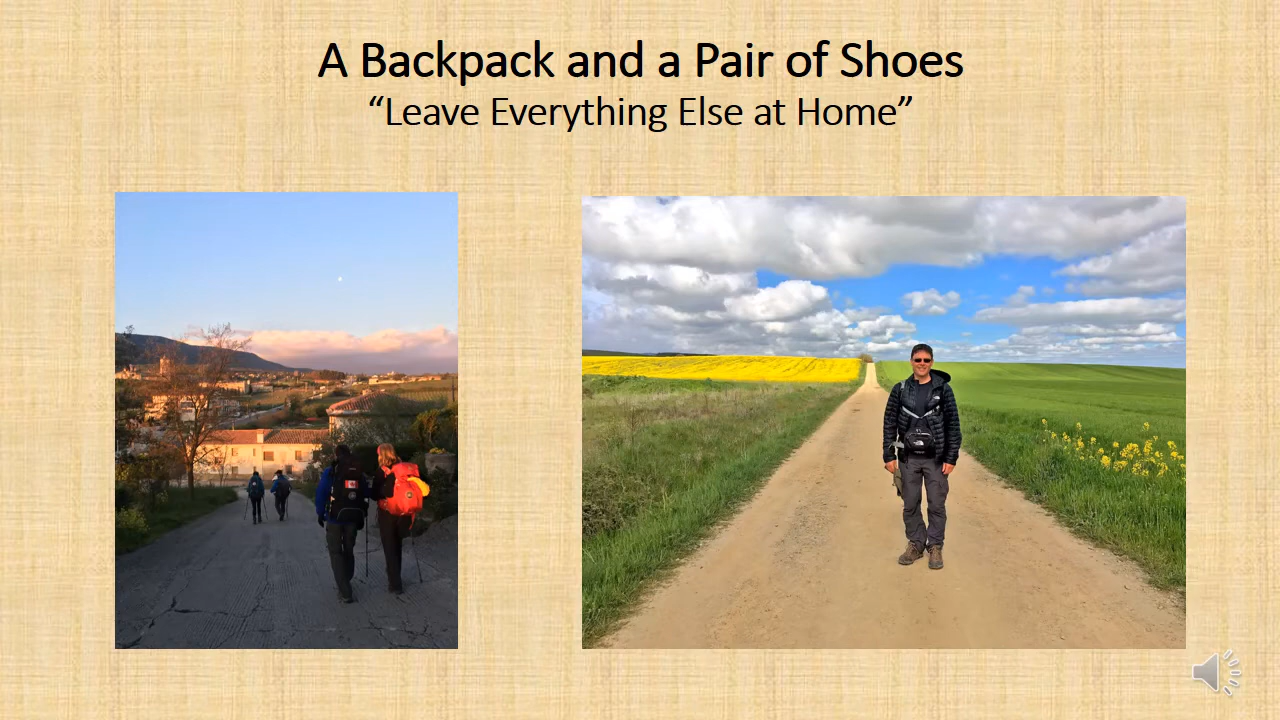 A Backpack and a Pair of Shoes
“Leave Everything Else at Home”